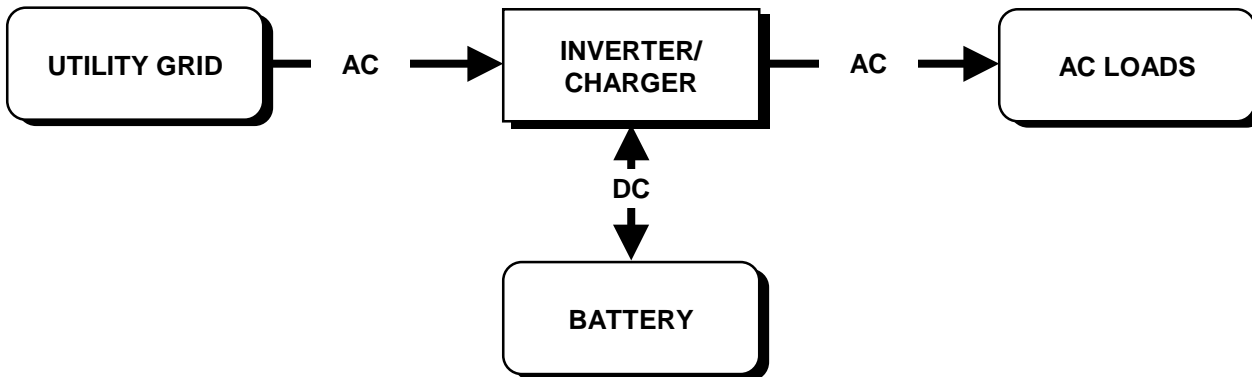 UTILITY GRID
AC
INVERTER/
CHARGER
AC
AC LOADS
DC
BATTERY